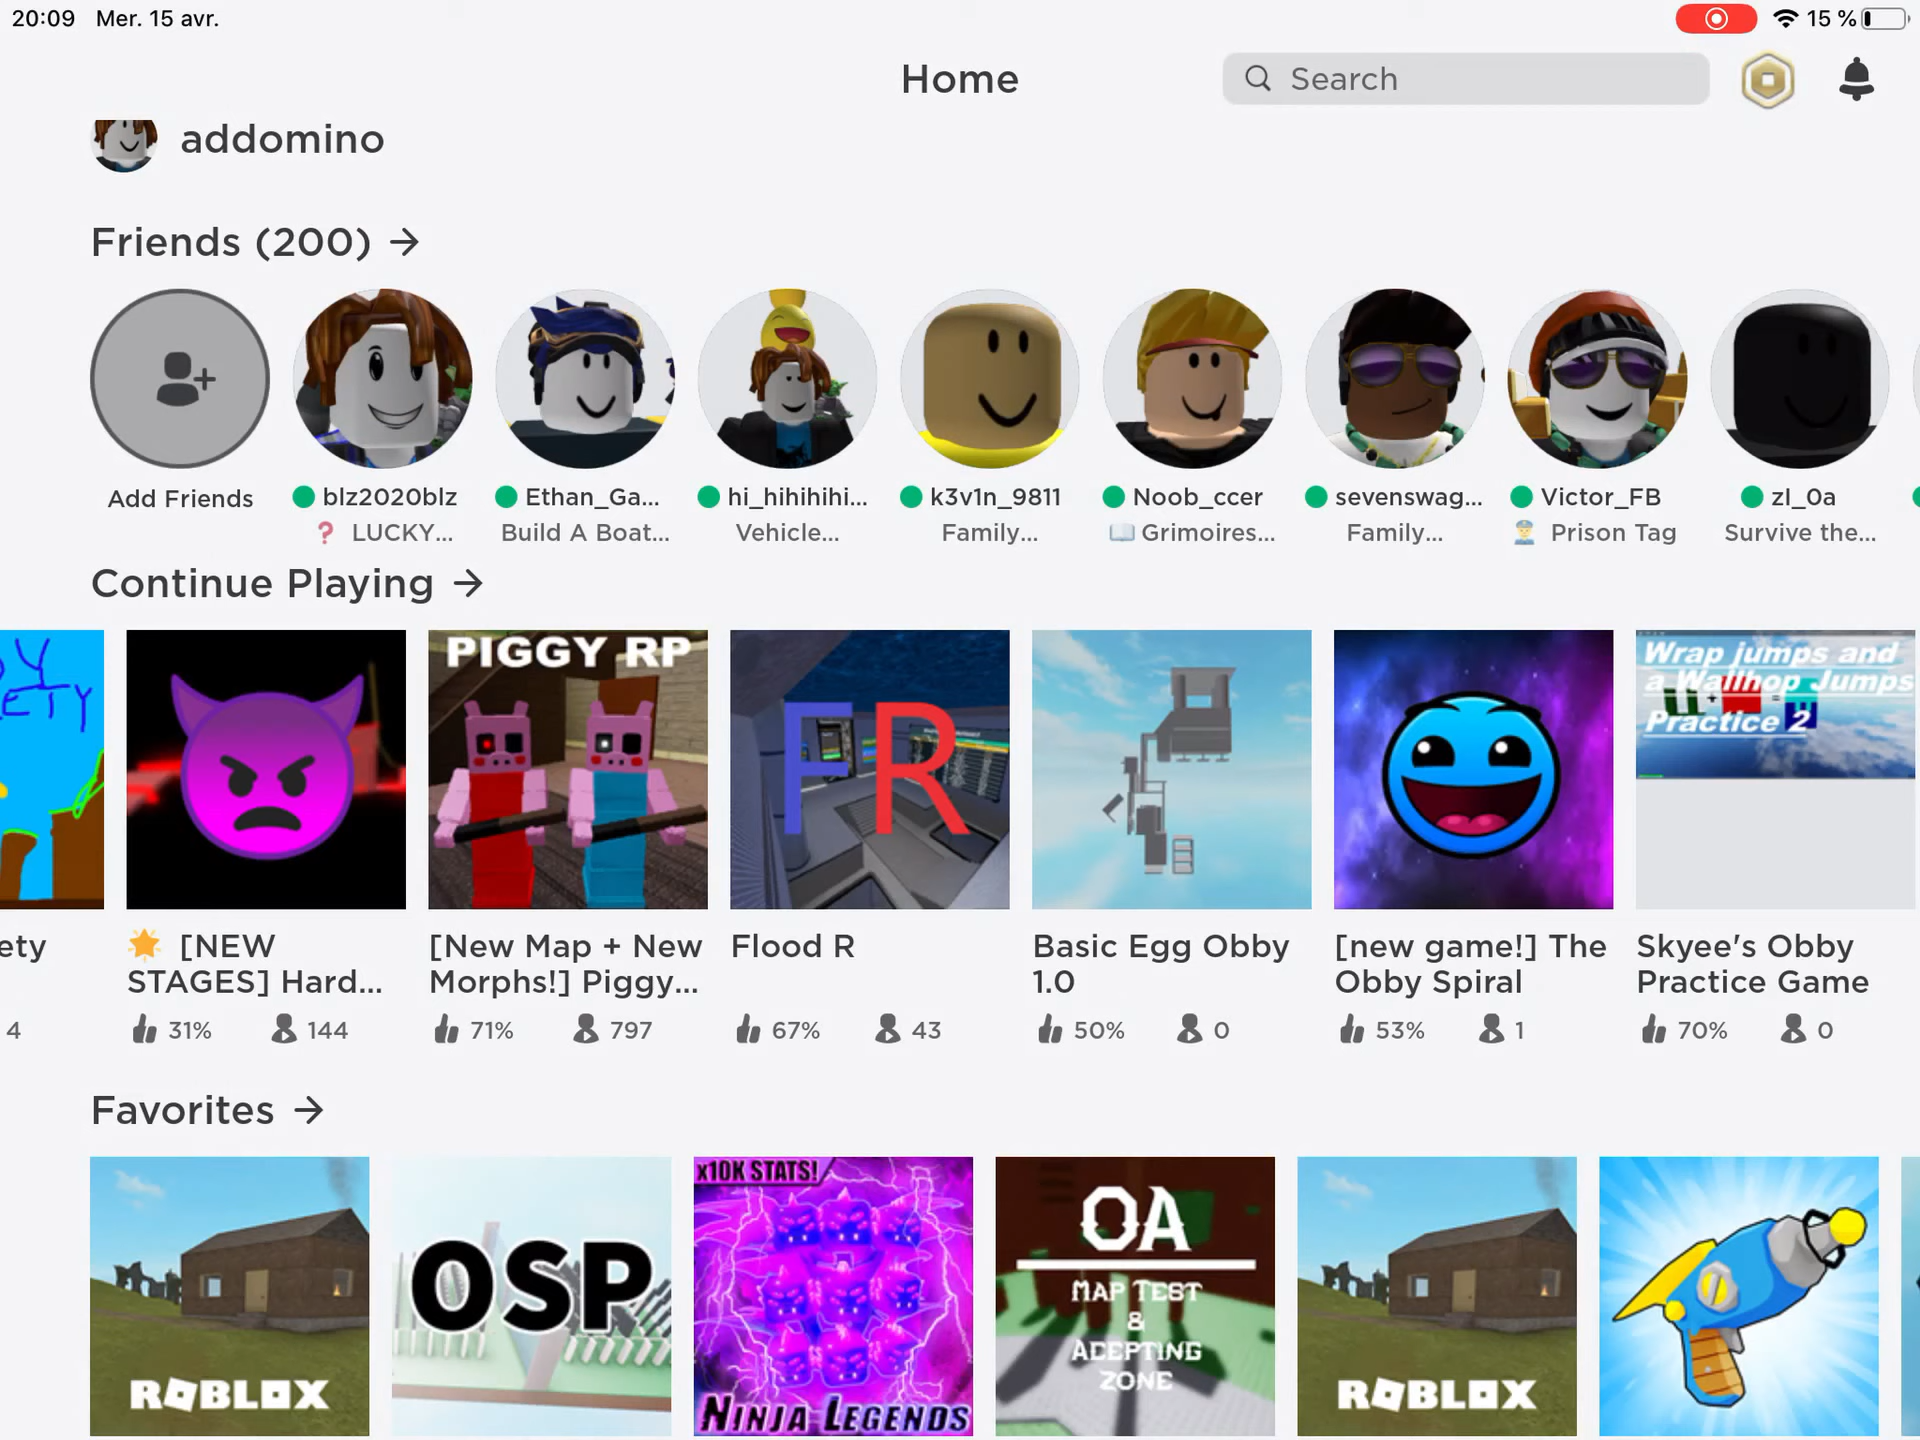 20:09 Mer. 15 avr. 15 %
Home
Search
addomino
Friends (200) →
Add Friends
blz2020blz
Ethan_Ga...
hi_hihihihi...
k3v1n_9811
Noob_ccer
sevenswag...
Victor_FB
zl_0a
LUCKY...
Build A Boat...
Vehicle...
Family...
Grimoires...
Family...
Prison Tag
Survive the...
Continue Playing →
PIGGY RP
FR
Wrap jumps and
a Wallhop Jumps
Practice 2
ety
[NEW
STAGES] Hard...
[New Map + New
Morphs!] Piggy...
Flood R
Basic Egg Obby
1.0
[new game!] The
Obby Spiral
Skyee's Obby
Practice Game
4
31% 144
71% 797
67% 43
50% 0
53% 1
70% 0
Favorites →
ROBLOX
OSP
x10K STATS!
NINJA LEGENDS
OA
MAP TEST
&
ACEPTING
ZONE
ROBLOX